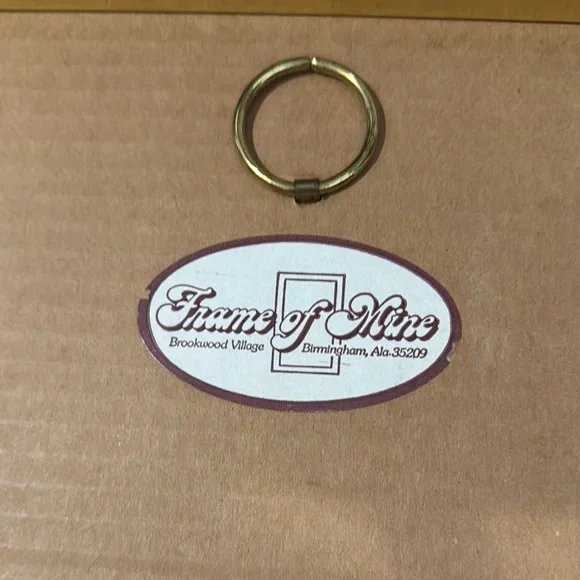 Frame of Mine
Brookwood Village Birmingham, Ala. 35209